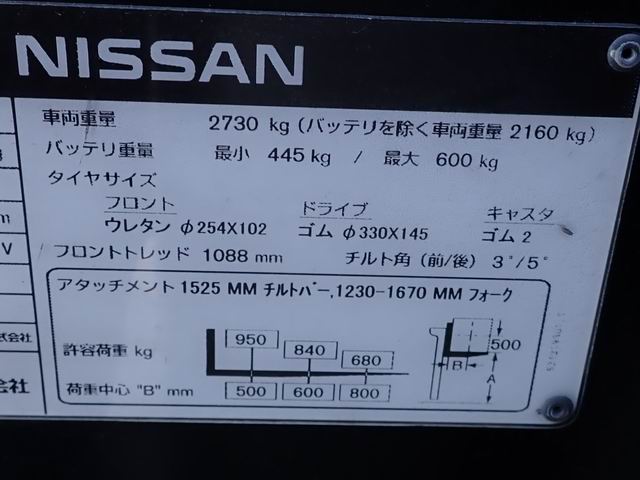 NISSAN
車両重量 2730 kg (バッテリを除く車両重量 2160 kg)
バッテリ重量 最小 445 kg / 最大 600 kg
タイヤサイズ
フロント ドライブ キャスタ
ウレタン φ254X102 ゴム φ330X145 ゴム 2
フロントトレッド 1088 mm チルト角 (前/後) 3°/5°
アタッチメント 1525 MM チルトバー,1230-1670 MM フォーク
950 840 680
許容荷重 kg
荷重中心 "B" mm 500 600 800
500
B A
m
V
株式会社
会社